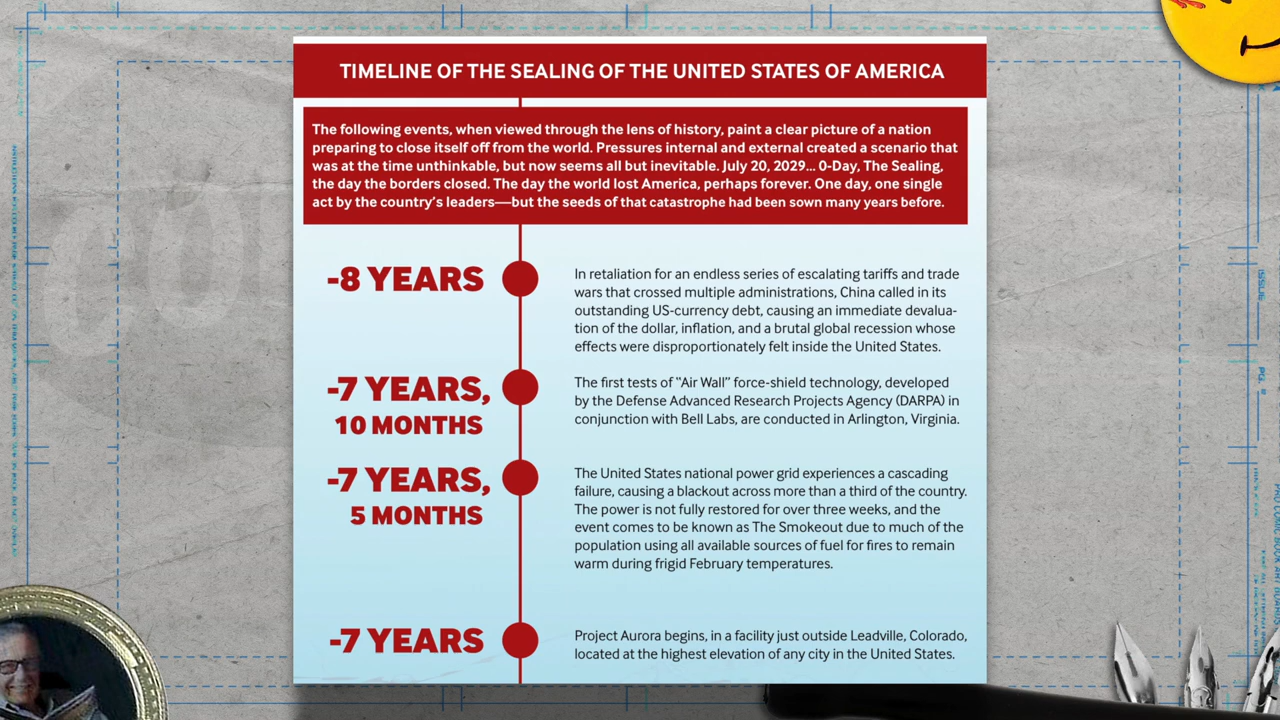 TIMELINE OF THE SEALING OF THE UNITED STATES OF AMERICA
The following events, when viewed through the lens of history, paint a clear picture of a nation
preparing to close itself off from the world. Pressures internal and external created a scenario that
was at the time unthinkable, but now seems all but inevitable. July 20, 2029... 0-Day, The Sealing,
the day the borders closed. The day the world lost America, perhaps forever. One day, one single
act by the country's leaders—but the seeds of that catastrophe had been sown many years before.
-8 YEARS
In retaliation for an endless series of escalating tariffs and trade
wars that crossed multiple administrations, China called in its
outstanding US-currency debt, causing an immediate devalua-
tion of the dollar, inflation, and a brutal global recession whose
effects were disproportionately felt inside the United States.
-7 YEARS,
10 MONTHS
The first tests of "Air Wall" force-shield technology, developed
by the Defense Advanced Research Projects Agency (DARPA) in
conjunction with Bell Labs, are conducted in Arlington, Virginia.
-7 YEARS,
5 MONTHS
The United States national power grid experiences a cascading
failure, causing a blackout across more than a third of the country.
The power is not fully restored for over three weeks, and the
event comes to be known as The Smokeout due to much of the
population using all available sources of fuel for fires to remain
warm during frigid February temperatures.
-7 YEARS
Project Aurora begins, in a facility just outside Leadville, Colorado,
located at the highest elevation of any city in the United States.
ISSUE
PG. #